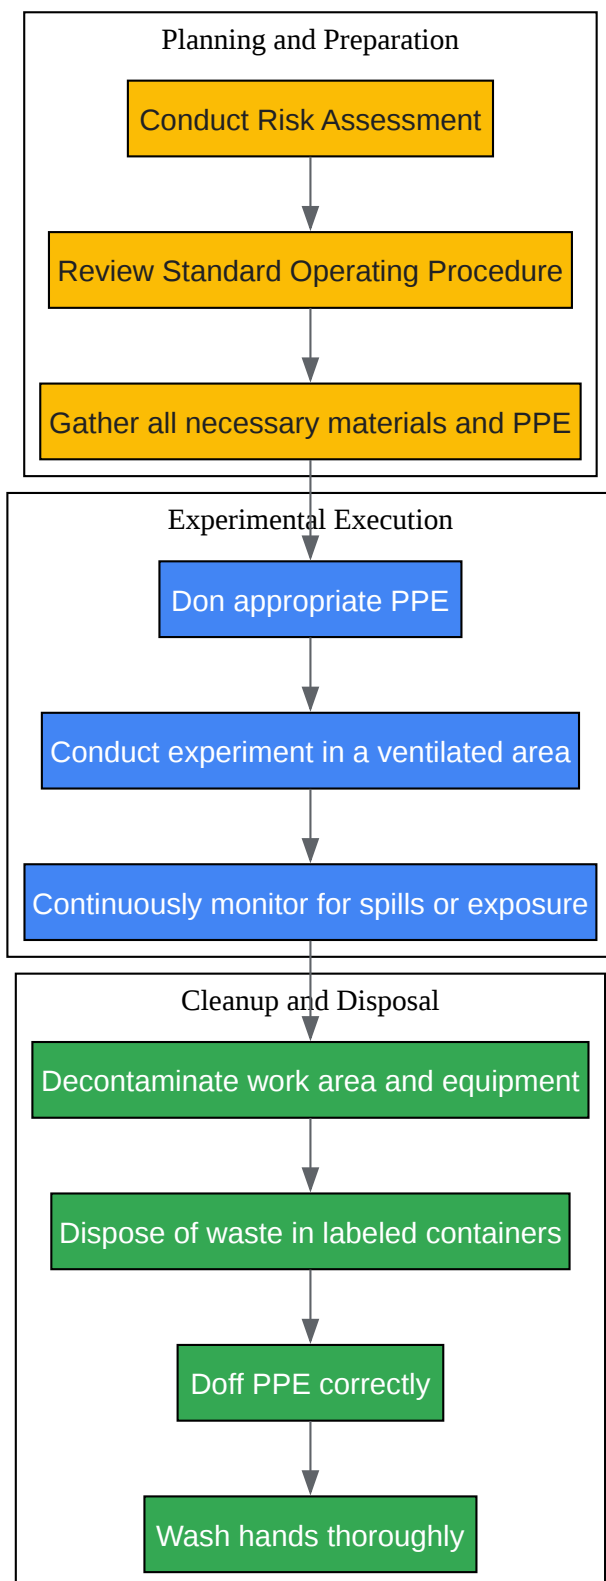 Planning and Preparation
Conduct Risk Assessment
Review Standard Operating Procedure
Gather all necessary materials and PPE
Experimental Execution
Don appropriate PPE
Conduct experiment in a ventilated area
Continuously monitor for spills or exposure
Cleanup and Disposal
Decontaminate work area and equipment
Dispose of waste in labeled containers
Doff PPE correctly
Wash hands thoroughly